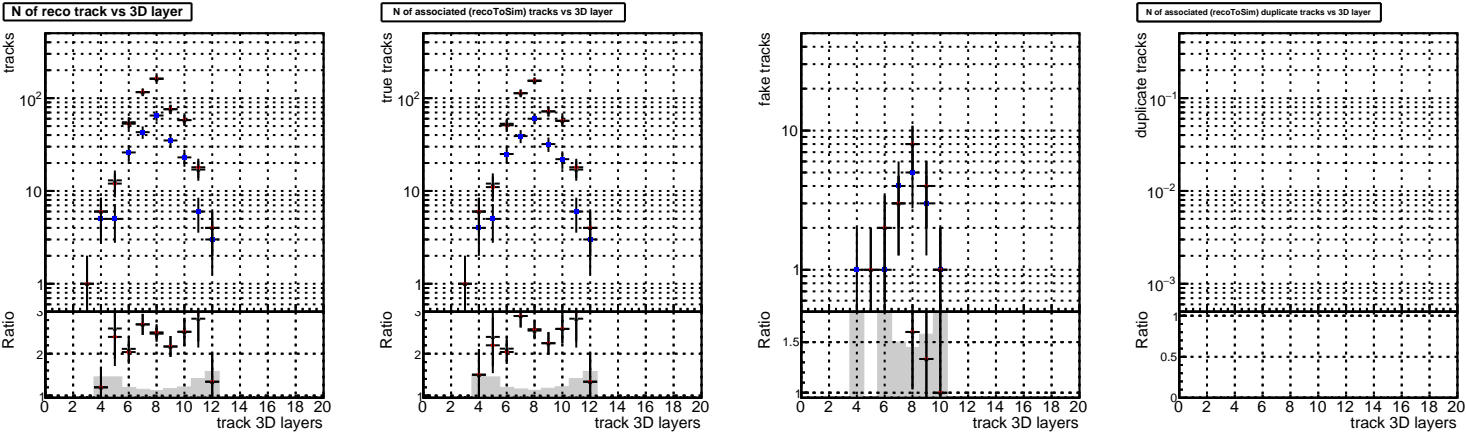 N of reco track vs 3D layer
tracks
10²
10
1
Ratio
3
2
1
0 2 4 6 8 10 12 14 16 18 20
track 3D layers
N of associated (recoToSim) tracks vs 3D layer
true tracks
10²
10
1
Ratio
3
2
1
0 2 4 6 8 10 12 14 16 18 20
track 3D layers
fake tracks
10
1
Ratio
1.5
1
0 2 4 6 8 10 12 14 16 18 20
track 3D layers
N of associated (recoToSim) duplicate tracks vs 3D layer
duplicate tracks
10⁻¹
10⁻²
10⁻³
Ratio
1
0.5
0
0 2 4 6 8 10 12 14 16 18 20
track 3D layers